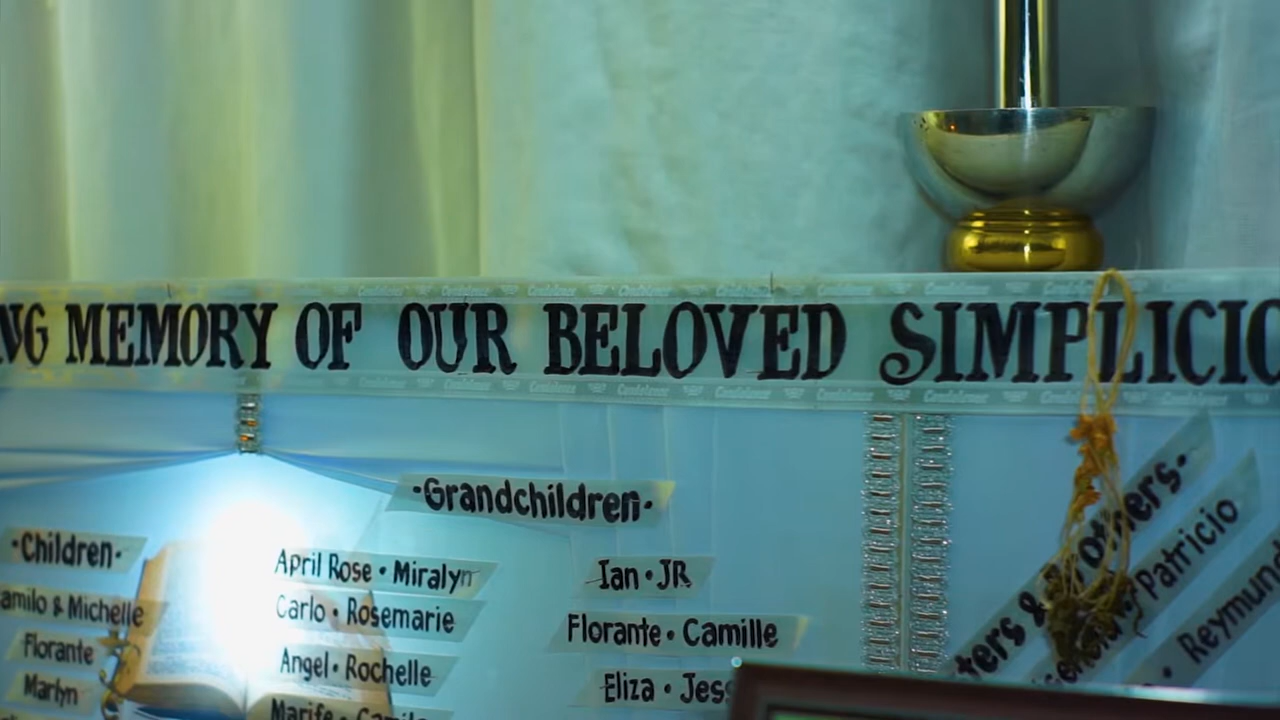 MEMORY OF OUR BELOVED SIMPLICIO
-Grandchildren-
-Children-
April Rose • Miralyn
Ian • JR
& Michelle
Carlo • Rosemarie
Florante • Camille
Florante
Angel • Rochelle
Marlyn
Eliza •
Marife •
Patricio